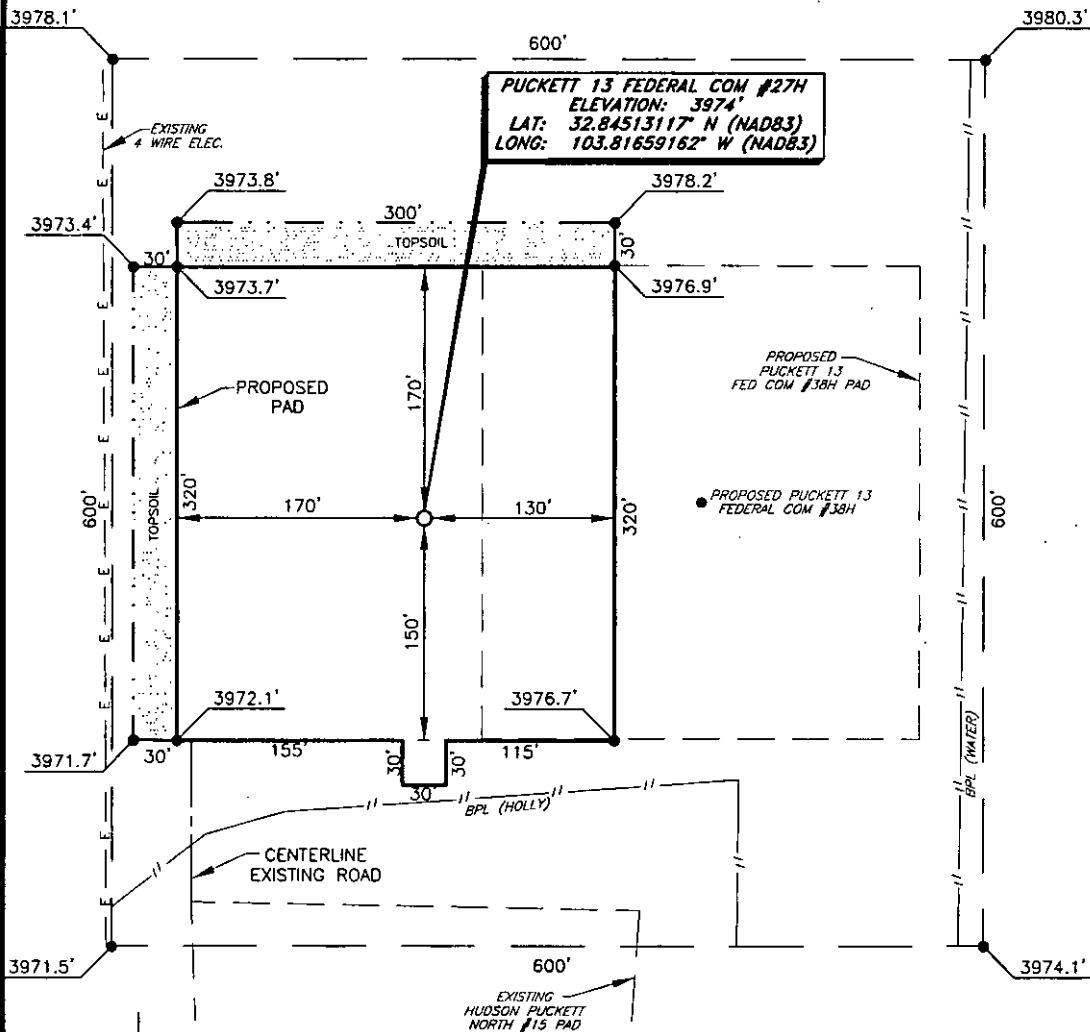 3978.1'
3980.3'
600'
PUCKETT 13 FEDERAL COM #27H
ELEVATION: 3974'
LAT: 32.84513117° N (NAD83)
LONG: 103.81659162° W (NAD83)
EXISTING
4 WIRE ELEC.
3973.8'
3978.2'
3973.4'
300'
TOPSOIL
30'
30'
3973.7'
3976.9'
E
E
PROPOSED
PUCKETT 13
FED COM #38H PAD
PROPOSED
PAD
170'
E
320'
600'
TOPSOIL
170'
130'
320'
PROPOSED PUCKETT 13
FEDERAL COM #38H
600'
E
E
150'
E
3972.1'
3976.7'
3971.7'
30'
155'
30'
30'
115'
30'
BPL (HOLLY)
BPL (WATER)
E
CENTERLINE
EXISTING ROAD
E
3971.5'
600'
3974.1'
EXISTING
HUDSON PUCKETT
NORTH #15 PAD